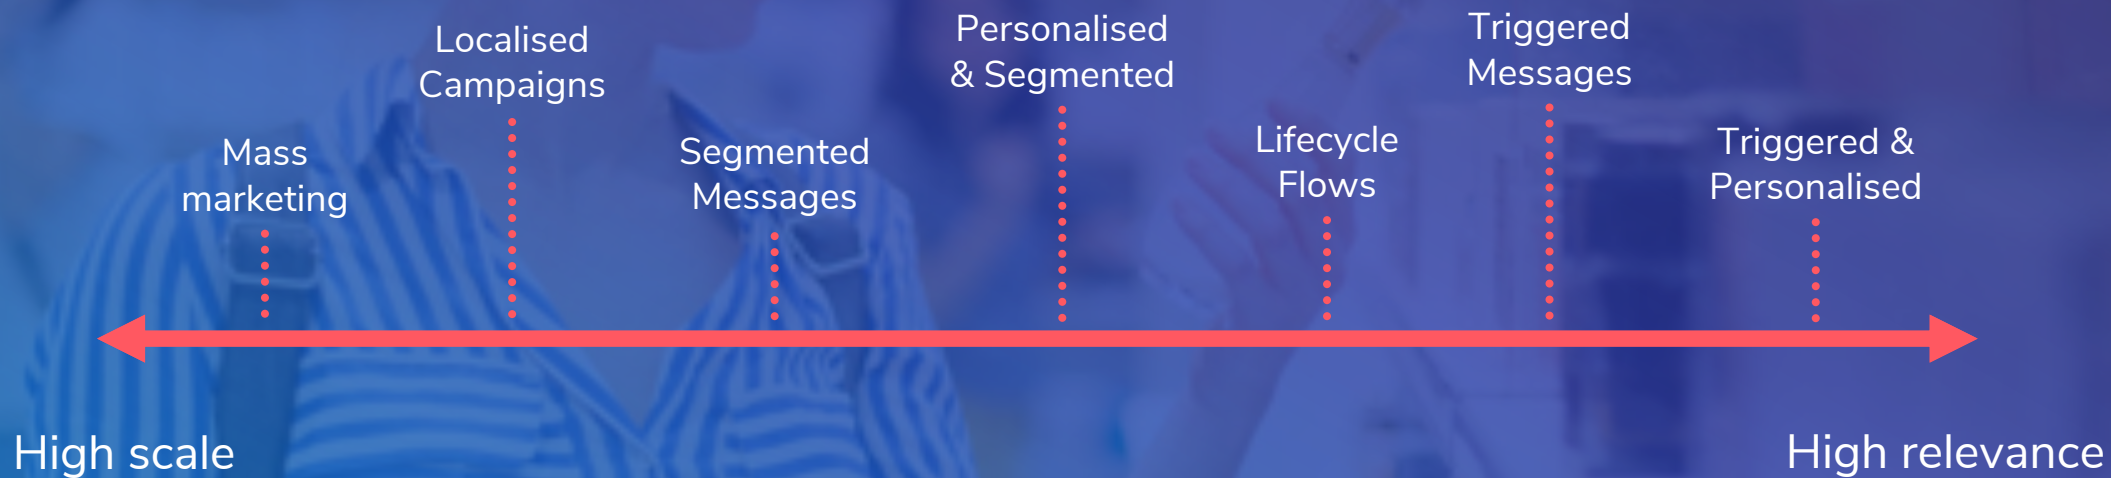 Mass
marketing
Localised
Campaigns
Segmented
Messages
Personalised
& Segmented
Lifecycle
Flows
Triggered
Messages
Triggered &
Personalised
High scale
High relevance